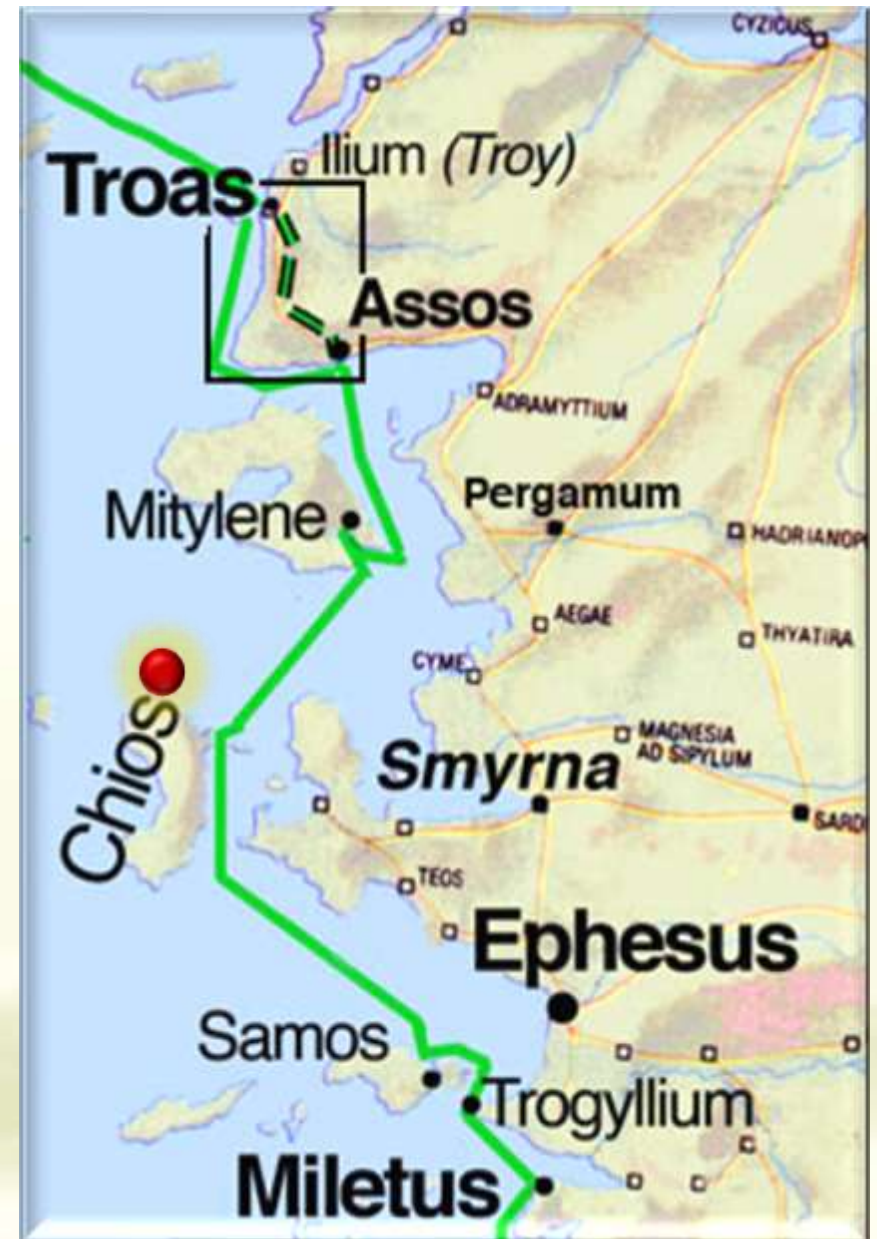 CYZICUS
Ilium (Troy)
Troas
Assos
ADRAMYTTIUM
Pergamum
Mitylene
HADRIANOP
AEGAE
THYATIRA
CYME
Chios
MAGNESIA
AD SIPYLUM
Smyrna
SARD
TEOS
Ephesus
Samos
Trogyllium
Miletus